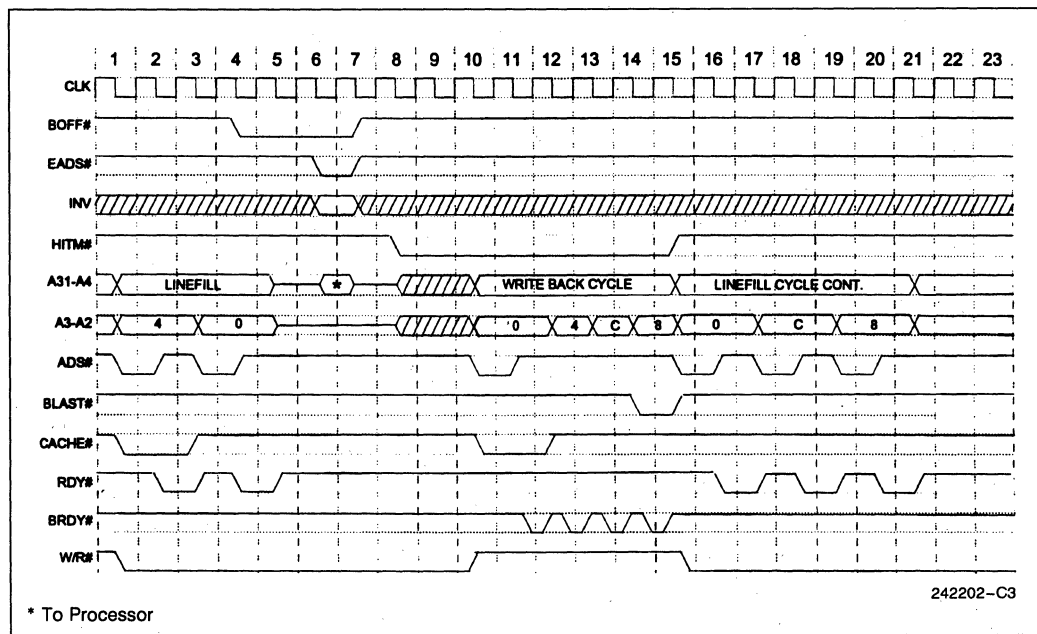 1 2 3 4 5 6 7 8 9 10 11 12 13 14 15 16 17 18 19 20 21 22 23
CLK
BOFF#
EADS#
INV
HITM#
A31-A4 LINEFILL * WRITE BACK CYCLE LINEFILL CYCLE CONT.
A3-A2 4 0 0 4 C 8 0 C 8
ADS#
BLAST#
CACHE#
RDY#
BRDY#
W/R#
242202-C3
* To Processor